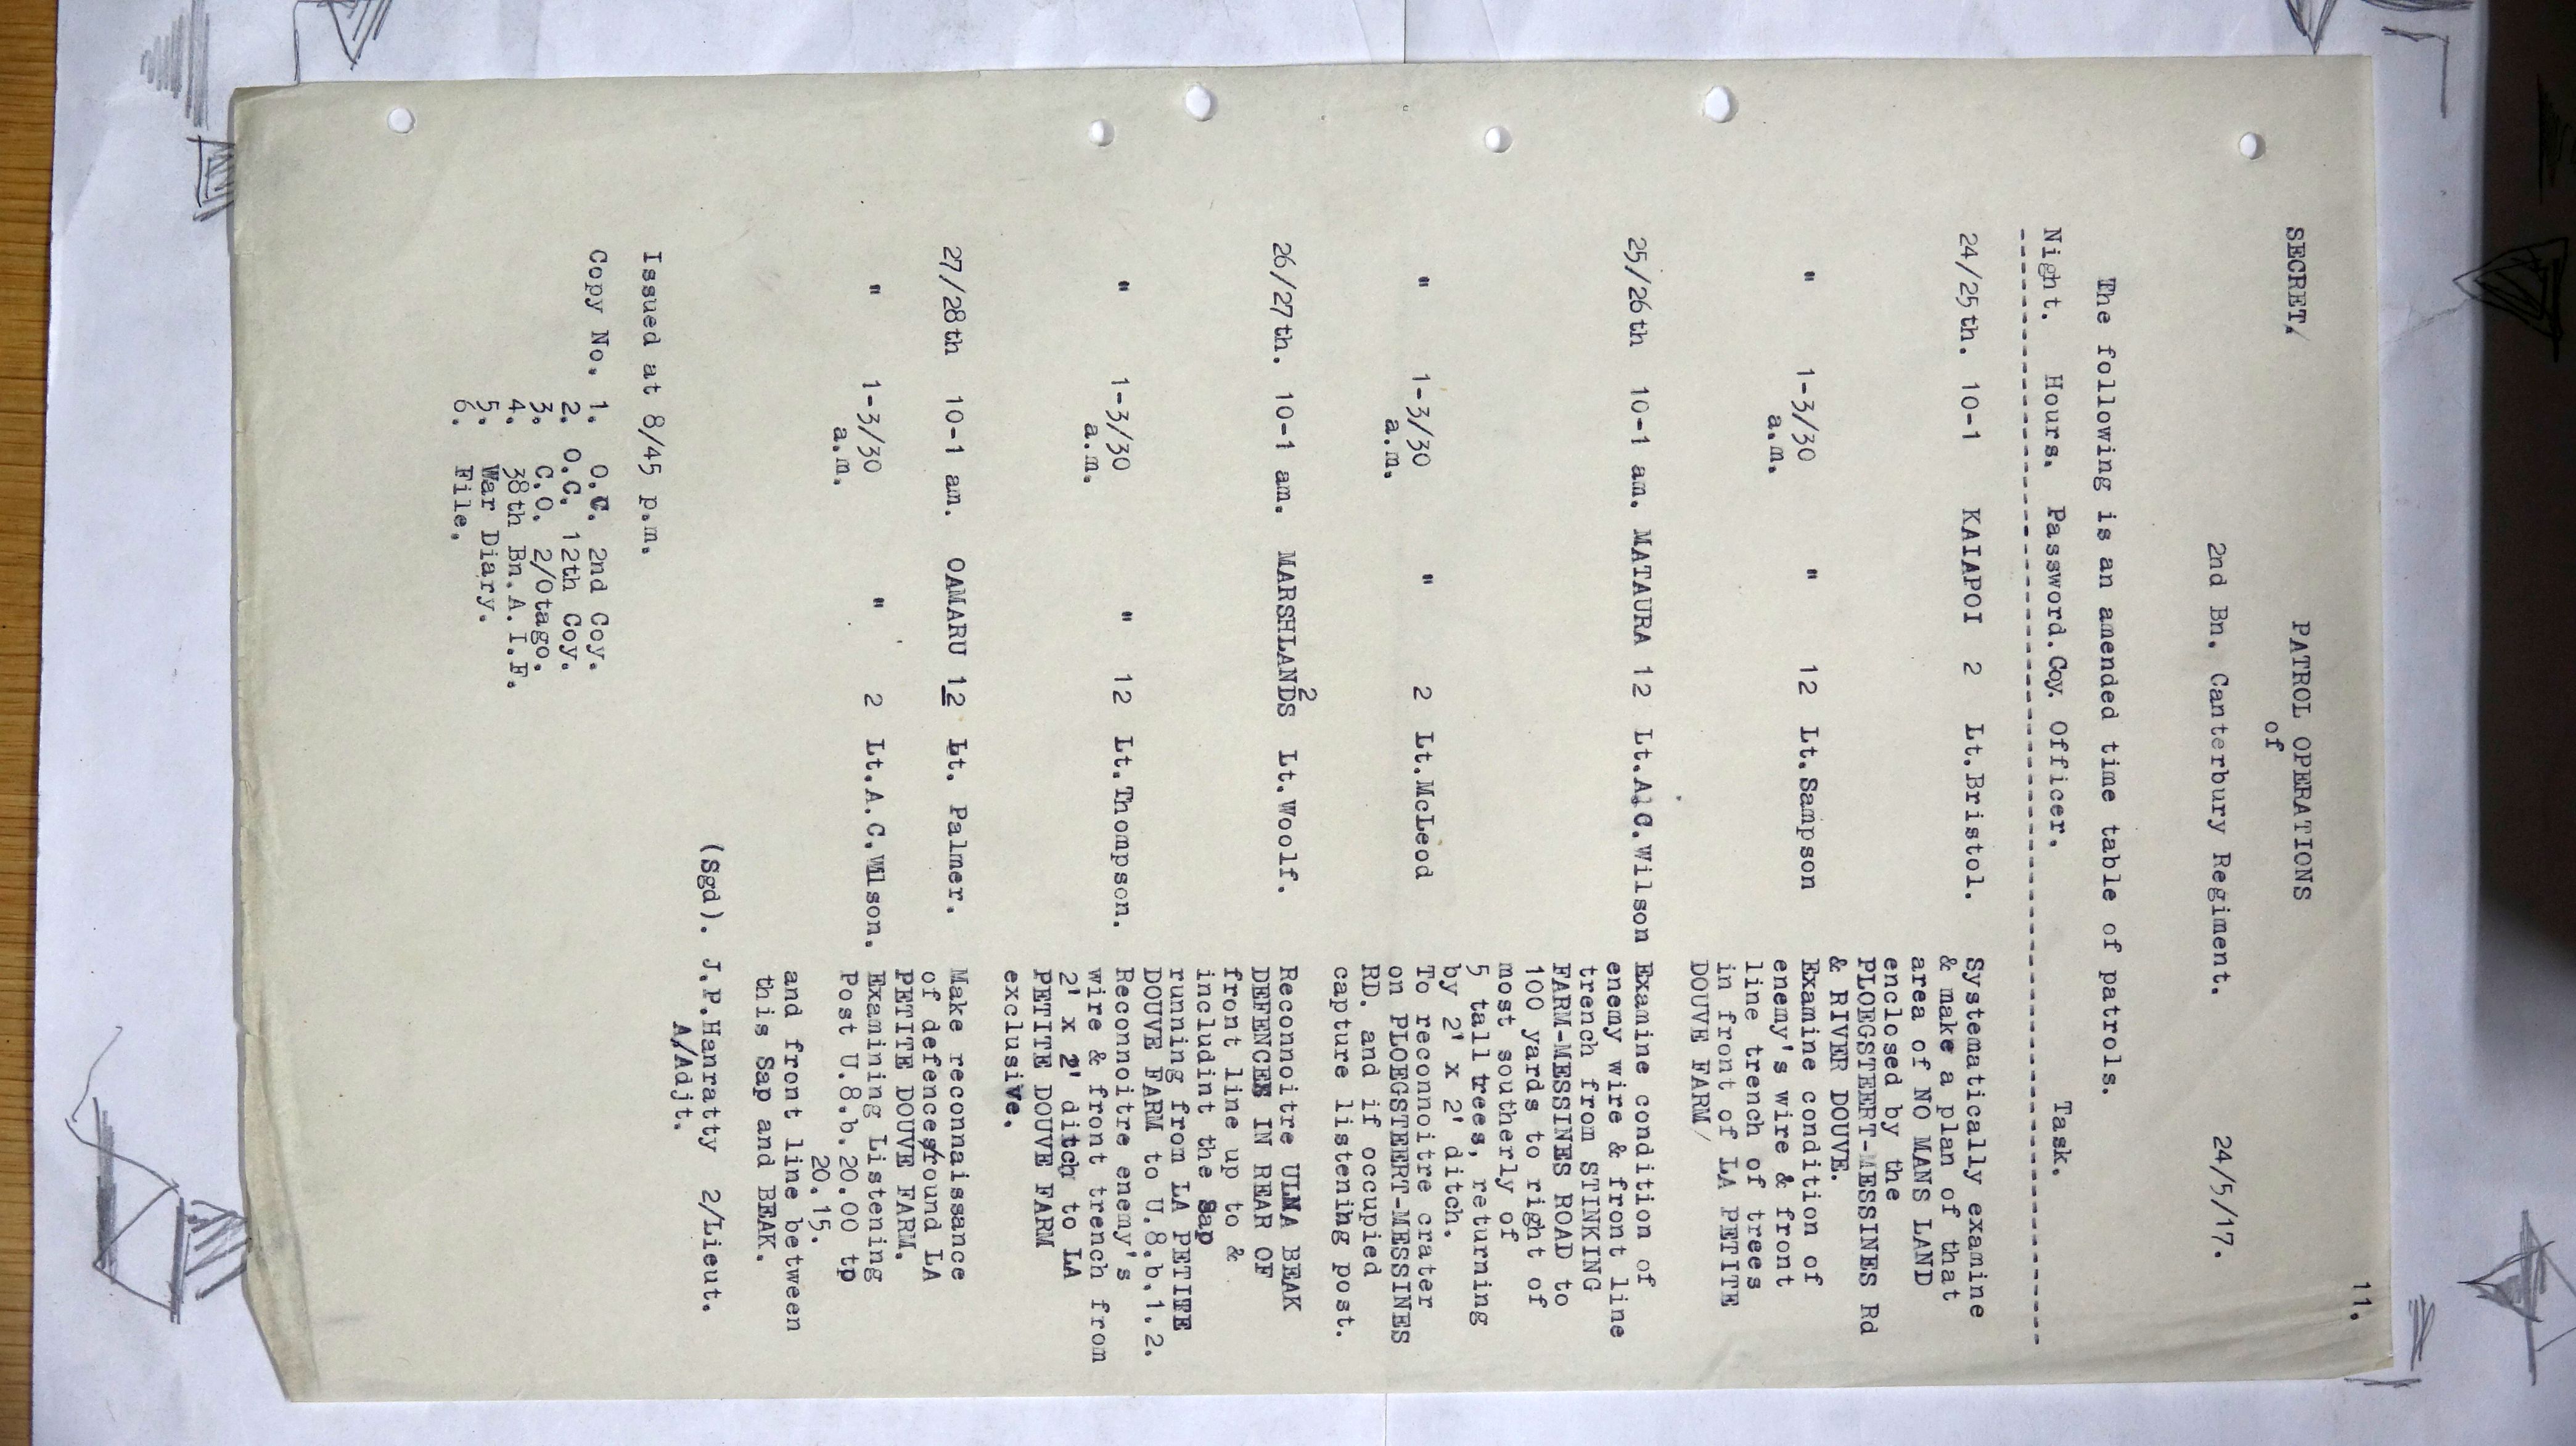 11.
SECRET/ PATROL OPERATIONS
of
2nd Bn. Canterbury Regiment. 24/5/17.
The following is an amended time table of patrols.
Night. Hours. Password. Coy. Officer. Task.
24/25th. 10-1 KAIAPOI 2 Lt.Bristol. Systematically examine
& make a plan of that
area of NO MANS LAND
enclosed by the
PLOEGSTEERT-MESSINES Rd
& RIVER DOUVE.
" 1-3/30 " 12 Lt.Sampson Examine condition of
a.m. enemy's wire & front
line trench of trees
in front of LA PETITE
DOUVE FARM/
25/26th 10-1 am. MATAURA 12 Lt.A.C.Wilson Examine condition of
enemy wire & front line
trench from STINKING
FARM-MESSINES ROAD to
100 yards to right of
most southerly of
5 tall trees, returning
by 2' x 2' ditch.
" 1-3/30 " 2 Lt.McLeod To reconnoitre crater
a.m. on PLOEGSTEERT-MESSINES
RD. and if occupied
capture listening post.
26/27th. 10-1 am. MARSHLANDS 2 Lt.Woolf. Reconnoitre ULNA BEAK
DEFENCES IN REAR OF
front line up to &
includint the Sap
running from LA PETITE
DOUVE FARM to U.8.b.1.2.
" 1-3/30 " 12 Lt.Thompson. Reconnoitre enemy's
a.m. wire & front trench from
2' x 2' ditch to LA
PETITE DOUVE FARM
exclusive.
27/28th 10-1 am. OAMARU 12 Lt. Palmer. Make reconnaissance
of defences/round LA
PETITE DOUVE FARM.
" 1-3/30 " 2 Lt.A.C.Wilson. Examining Listening
a.m. Post U.8.b.20.00 tp
20.15.
and front line between
this Sap and BEAK.
(Sgd). J.P.Hanratty 2/Lieut.
A/Adjt.
Issued at 8/45 p.m.
Copy No. 1. O.C. 2nd Coy.
2. O.C. 12th Coy.
3. C.O. 2/Otago.
4. 38th Bn.A.I.F.
5. War Diary.
6. File.